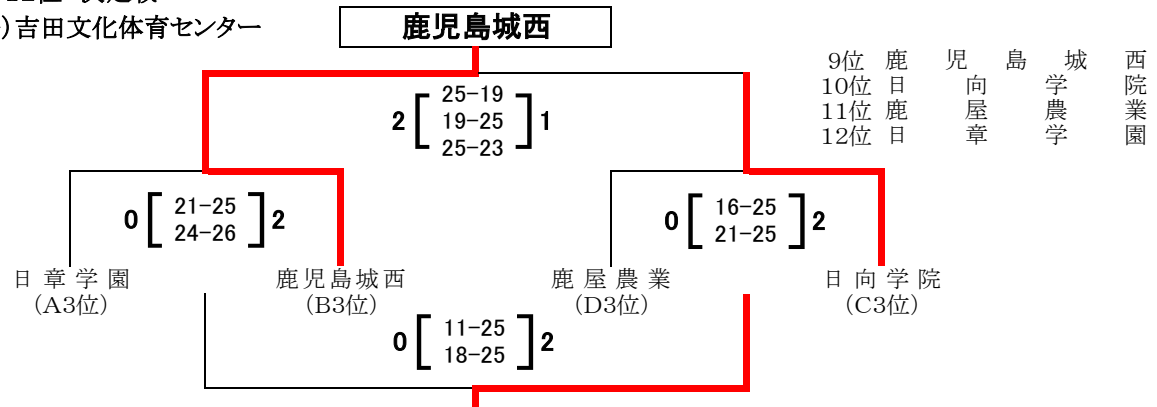 )吉田文化体育センター
鹿児島城西
9位 鹿児島城西
10位 日向学院
11位 鹿屋農業
12位 日章学園
25-19
2 19-25 1
25-23
0 21-25 2
24-26
0 16-25 2
21-25
日章学園 鹿児島城西 鹿屋農業 日向学院
(A3位) (B3位) (D3位) (C3位)
0 11-25 2
18-25